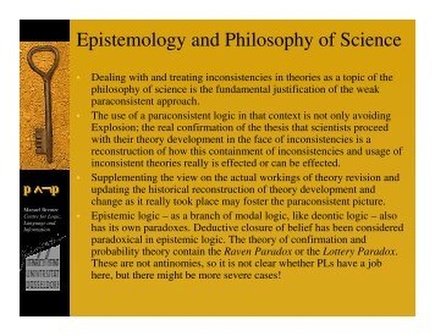 Epistemology and Philosophy of Science
• Dealing with and treating inconsistencies in theories as a topic of the
philosophy of science is the fundamental justification of the weak
paraconsistent approach.
• The use of a paraconsistent logic in that context is not only avoiding
Explosion; the real confirmation of the thesis that scientists proceed
with their theory development in the face of inconsistencies is a
reconstruction of how this containment of inconsistencies and usage of
inconsistent theories really is effected or can be effected.
• Supplementing the view on the actual workings of theory revision and
updating the historical reconstruction of theory development and
change as it really took place may foster the paraconsistent picture.
• Epistemic logic – as a branch of modal logic, like deontic logic – also
has its own paradoxes. Deductive closure of belief has been considered
paradoxical in epistemic logic. The theory of confirmation and
probability theory contain the Raven Paradox or the Lottery Paradox.
These are not antinomies, so it is not clear whether PLs have a job
here, but there might be more severe cases!
p ∧¬p
Manuel Bremer
Centre for Logic,
Language and
Information
UNIVERSITÄT
DÜSSELDORF